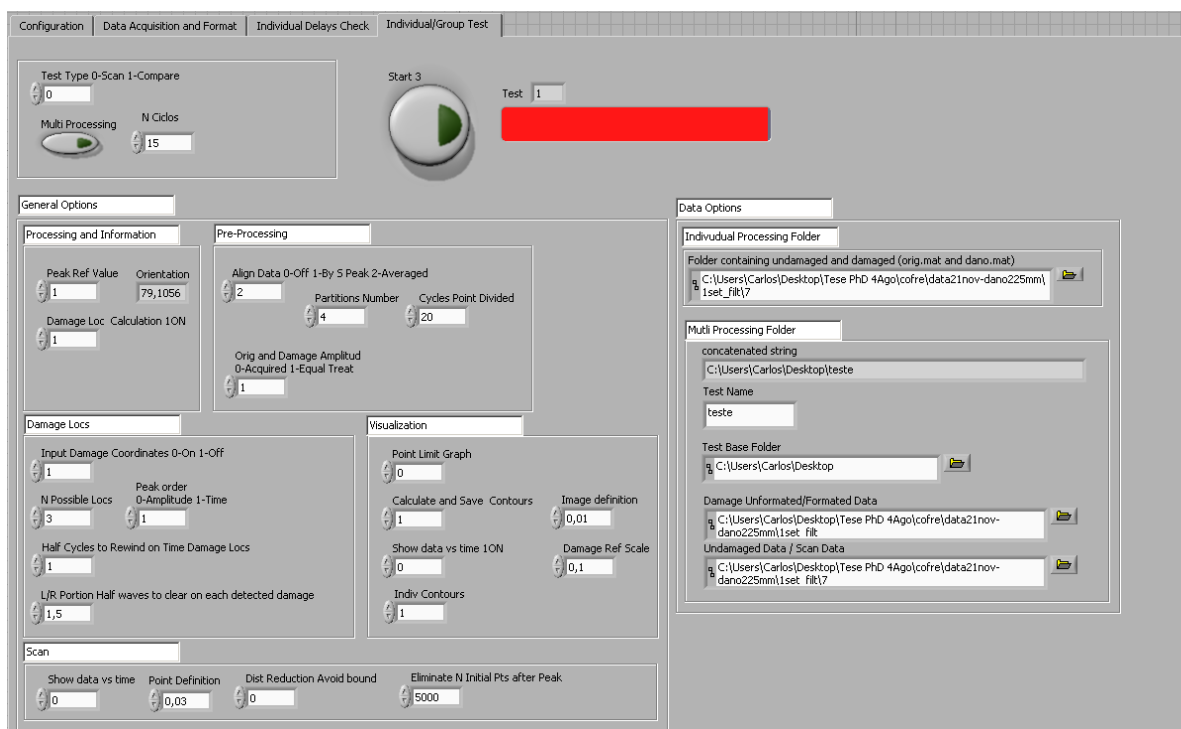 Configuration
Data Acquisition and Format
Individual Delays Check
Individual/Group Test
Test Type 0-Scan 1-Compare
0
Multi Processing
N Ciclos
15
Start 3
Test 1
General Options
Processing and Information
Peak Ref Value
1
Orientation
79,1056
Damage Loc Calculation 1ON
1
Pre-Processing
Align Data 0-Off 1-By S Peak 2-Averaged
2
Partitions Number
4
Cycles Point Divided
20
Orig and Damage Amplitud
0-Acquired 1-Equal Treat
1
Damage Locs
Input Damage Coordinates 0-On 1-Off
1
N Possible Locs
3
Peak order
0-Amplitude 1-Time
1
Half Cycles to Rewind on Time Damage Locs
1
L/R Portion Half waves to clear on each detected damage
1,5
Visualization
Point Limit Graph
0
Calculate and Save Contours
1
Image definition
0,01
Show data vs time 1ON
0
Damage Ref Scale
0,1
Indiv Contours
1
Scan
Show data vs time
0
Point Definition
0,03
Dist Reduction Avoid bound
0
Eliminate N Initial Pts after Peak
5000
Data Options
Indivudual Processing Folder
Folder containing undamaged and damaged (orig.mat and dano.mat)
C:\Users\Carlos\Desktop\Tese PhD 4Ago\cofre\data21nov-dano225mm\
1set_filt\7
Mutli Processing Folder
concatenated string
C:\Users\Carlos\Desktop\teste
Test Name
teste
Test Base Folder
C:\Users\Carlos\Desktop
Damage Unformated/Formated Data
C:\Users\Carlos\Desktop\Tese PhD 4Ago\cofre\data21nov-
dano225mm\1set_filt
Undamaged Data / Scan Data
C:\Users\Carlos\Desktop\Tese PhD 4Ago\cofre\data21nov-
dano225mm\1set_filt\7